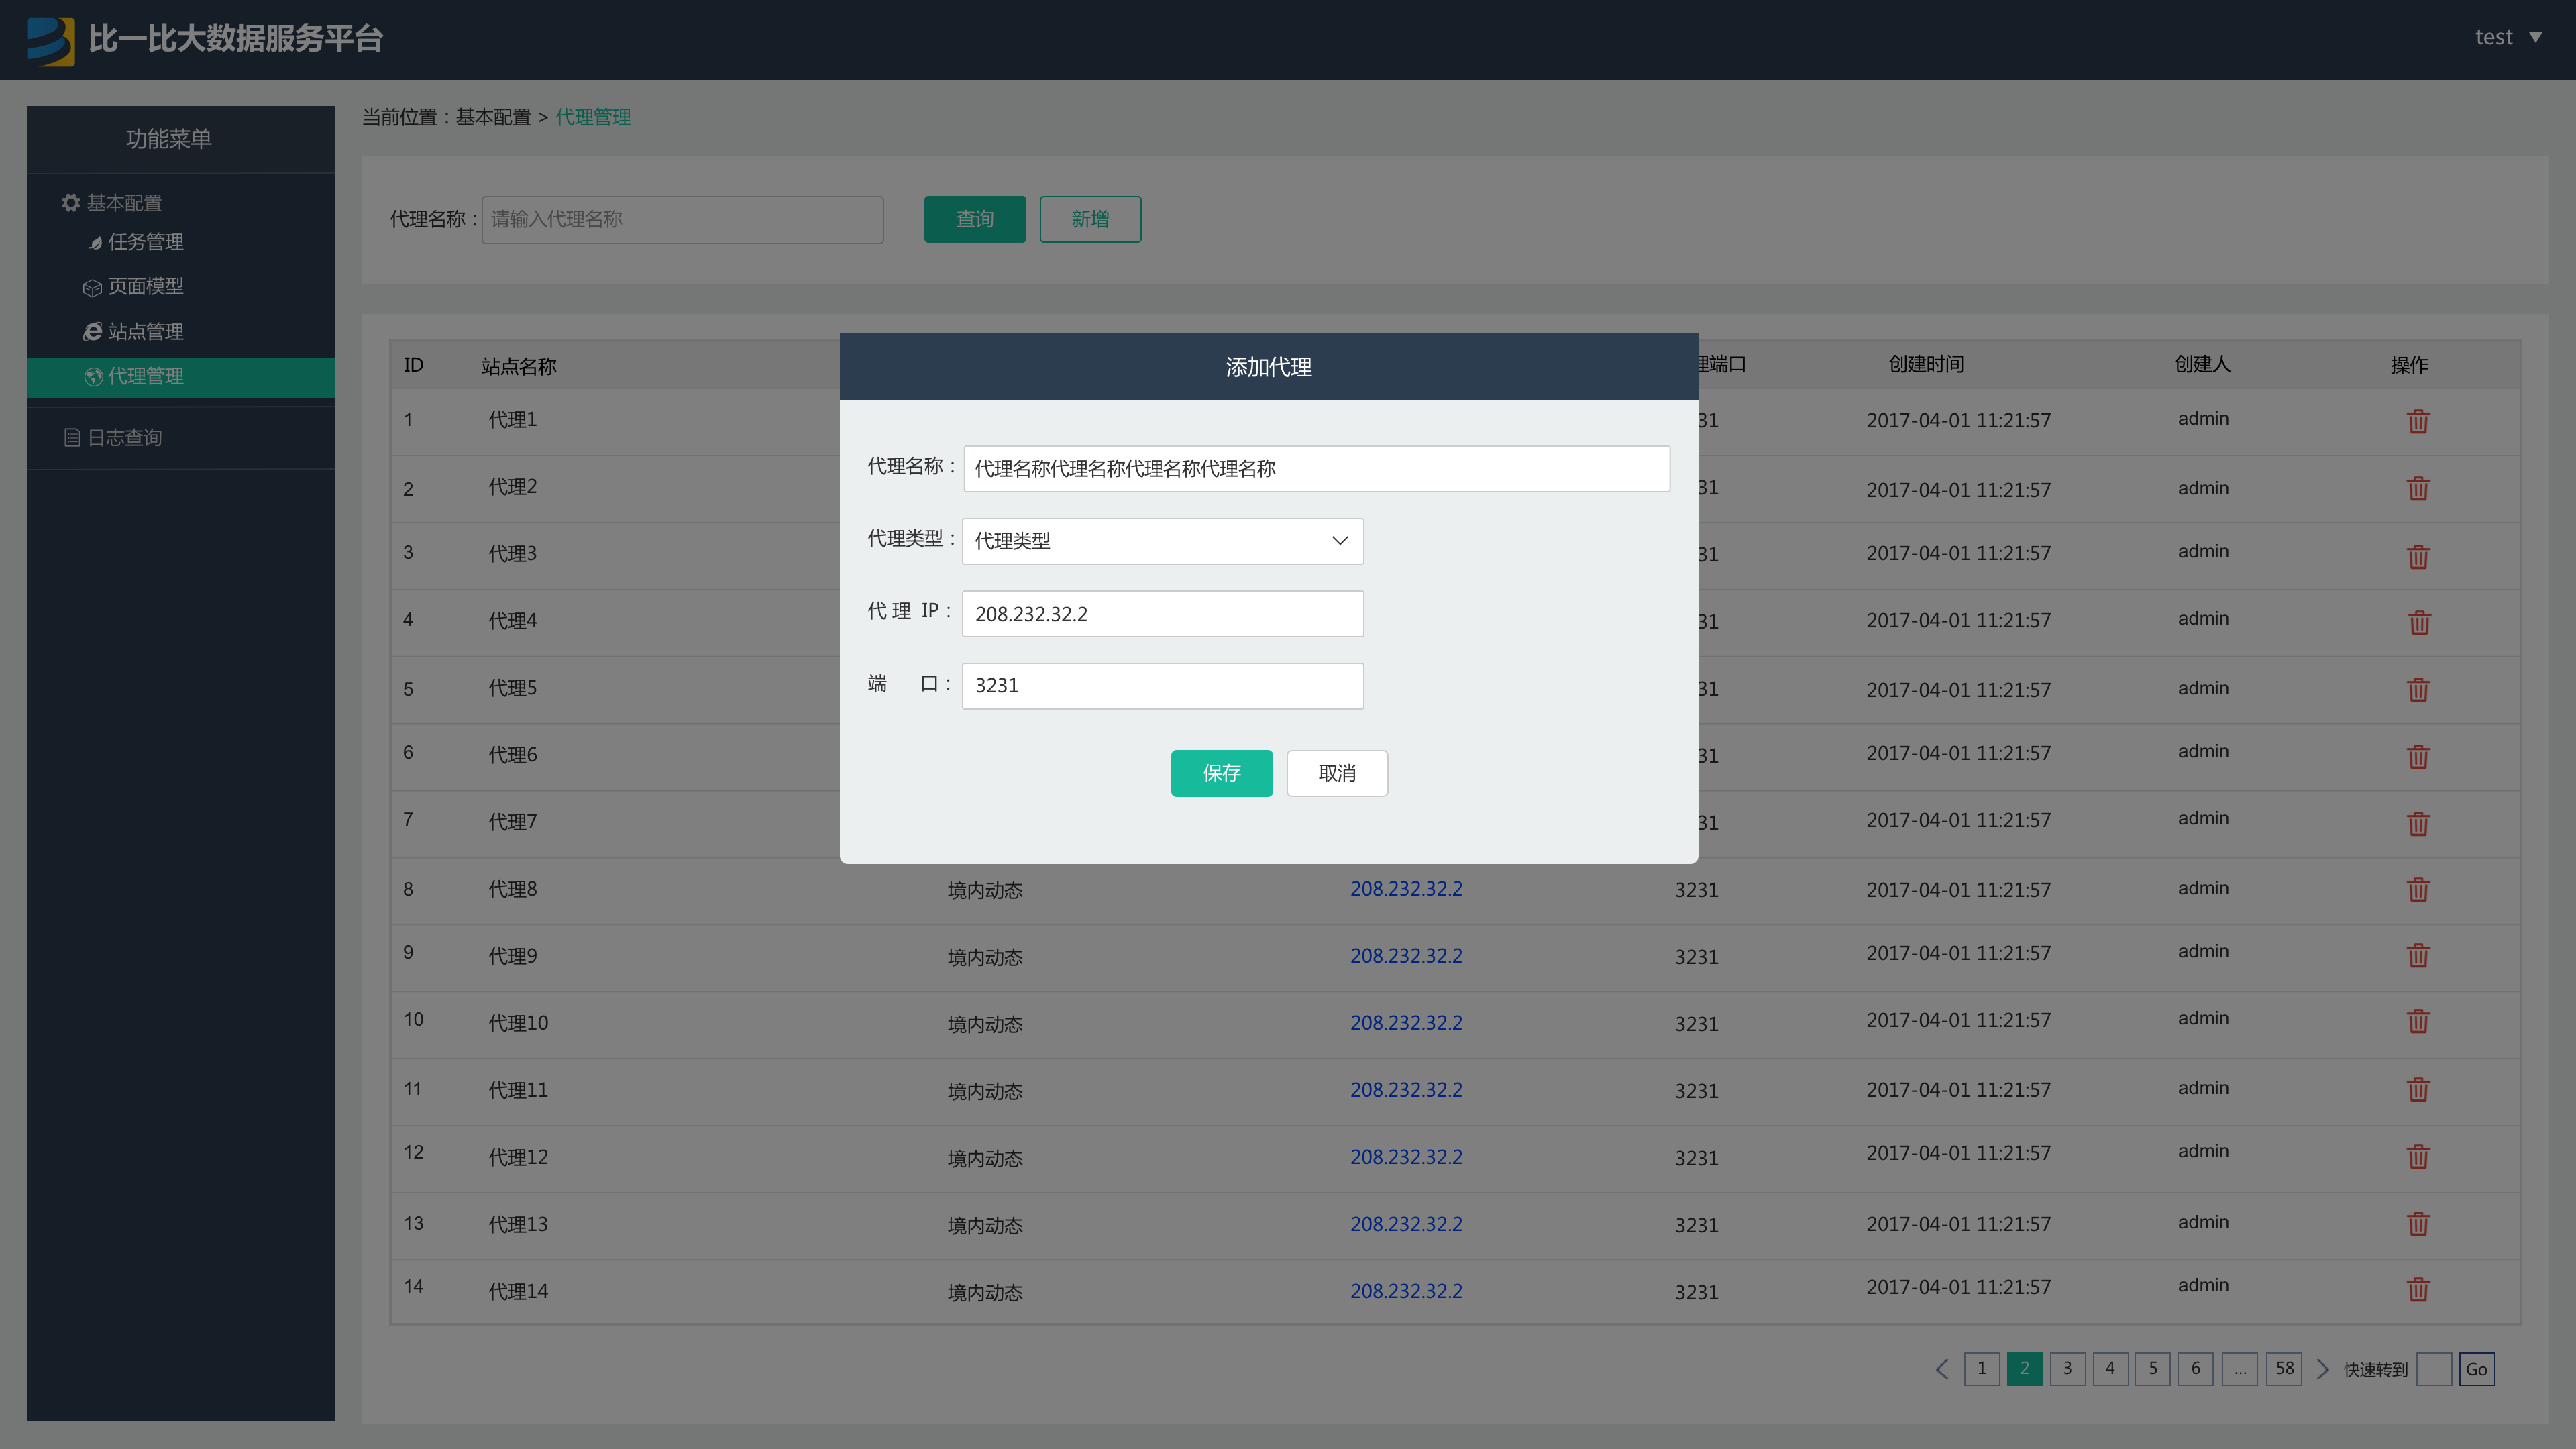 比一比大数据服务平台
test
功能菜单
基本配置
任务管理
页面模型
站点管理
代理管理
日志查询
当前位置：基本配置 > 代理管理
代理名称： 请输入代理名称 查询 新增
ID 站点名称 理端口 创建时间 创建人 操作
1 代理1 31 2017-04-01 11:21:57 admin
2 代理2 31 2017-04-01 11:21:57 admin
3 代理3 31 2017-04-01 11:21:57 admin
4 代理4 31 2017-04-01 11:21:57 admin
5 代理5 31 2017-04-01 11:21:57 admin
6 代理6 31 2017-04-01 11:21:57 admin
7 代理7 31 2017-04-01 11:21:57 admin
8 代理8 境内动态 208.232.32.2 3231 2017-04-01 11:21:57 admin
9 代理9 境内动态 208.232.32.2 3231 2017-04-01 11:21:57 admin
10 代理10 境内动态 208.232.32.2 3231 2017-04-01 11:21:57 admin
11 代理11 境内动态 208.232.32.2 3231 2017-04-01 11:21:57 admin
12 代理12 境内动态 208.232.32.2 3231 2017-04-01 11:21:57 admin
13 代理13 境内动态 208.232.32.2 3231 2017-04-01 11:21:57 admin
14 代理14 境内动态 208.232.32.2 3231 2017-04-01 11:21:57 admin
1 2 3 4 5 6 ... 58 快速转到 Go
添加代理
代理名称： 代理名称代理名称代理名称代理名称
代理类型： 代理类型
代 理 IP： 208.232.32.2
端 口： 3231
保存 取消